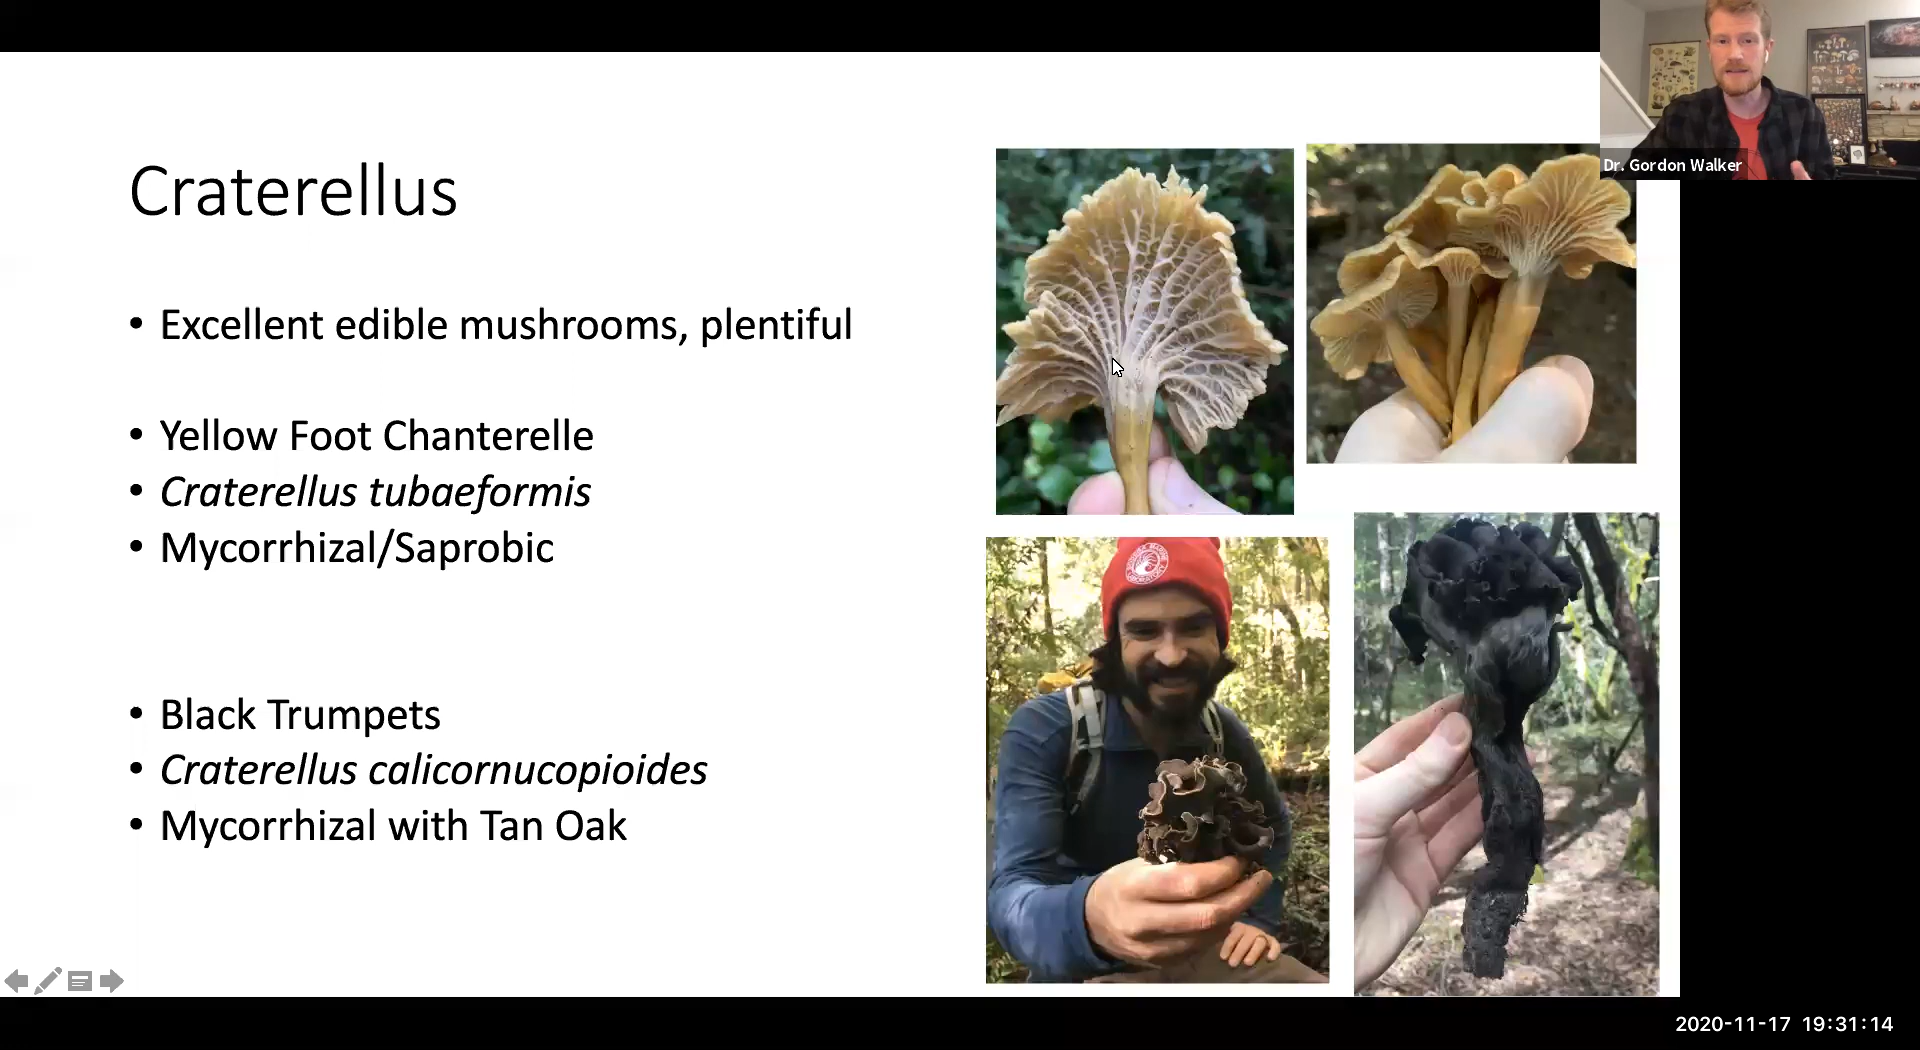 Dr. Gordon Walker
Craterellus
• Excellent edible mushrooms, plentiful
• Yellow Foot Chanterelle
• Craterellus tubaeformis
• Mycorrhizal/Saprobic
• Black Trumpets
• Craterellus calicornucopioides
• Mycorrhizal with Tan Oak
2020-11-17 19:31:14